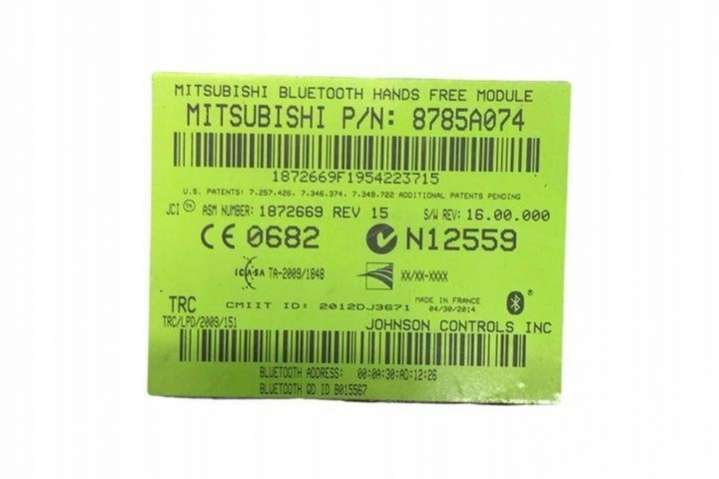 MITSUBISHI BLUETOOTH HANDS FREE MODULE
MITSUBISHI P/N: 8785A074
1872669F1954223715
U.S. PATENTS: 7.257.426, 7.346.374, 7.349.722 ADDITIONAL PATENTS PENDING
JCI TM ASM NUMBER: 1872669 REV 15 S/W REV: 16.00.000
CE 0682 N12559
ICASA TA-2009/1848 XX/XX-XXXX
TRC CMIIT ID: 2012DJ3671 MADE IN FRANCE
TRC/LPD/2009/151 04/30/2014
JOHNSON CONTROLS INC
BLUETOOTH ADDRESS: 00:0A:30:AD:12:26
BLUETOOTH QD ID B015567